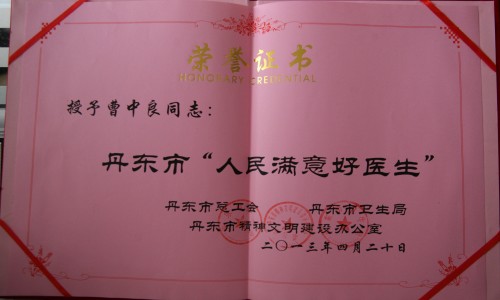 荣誉证书
HONORARY CREDENTIAL
授予曹中良同志：
丹东市“人民满意好医生”
丹东市总工会 丹东市卫生局
丹东市精神文明建设办公室
二〇一三年四月二十日